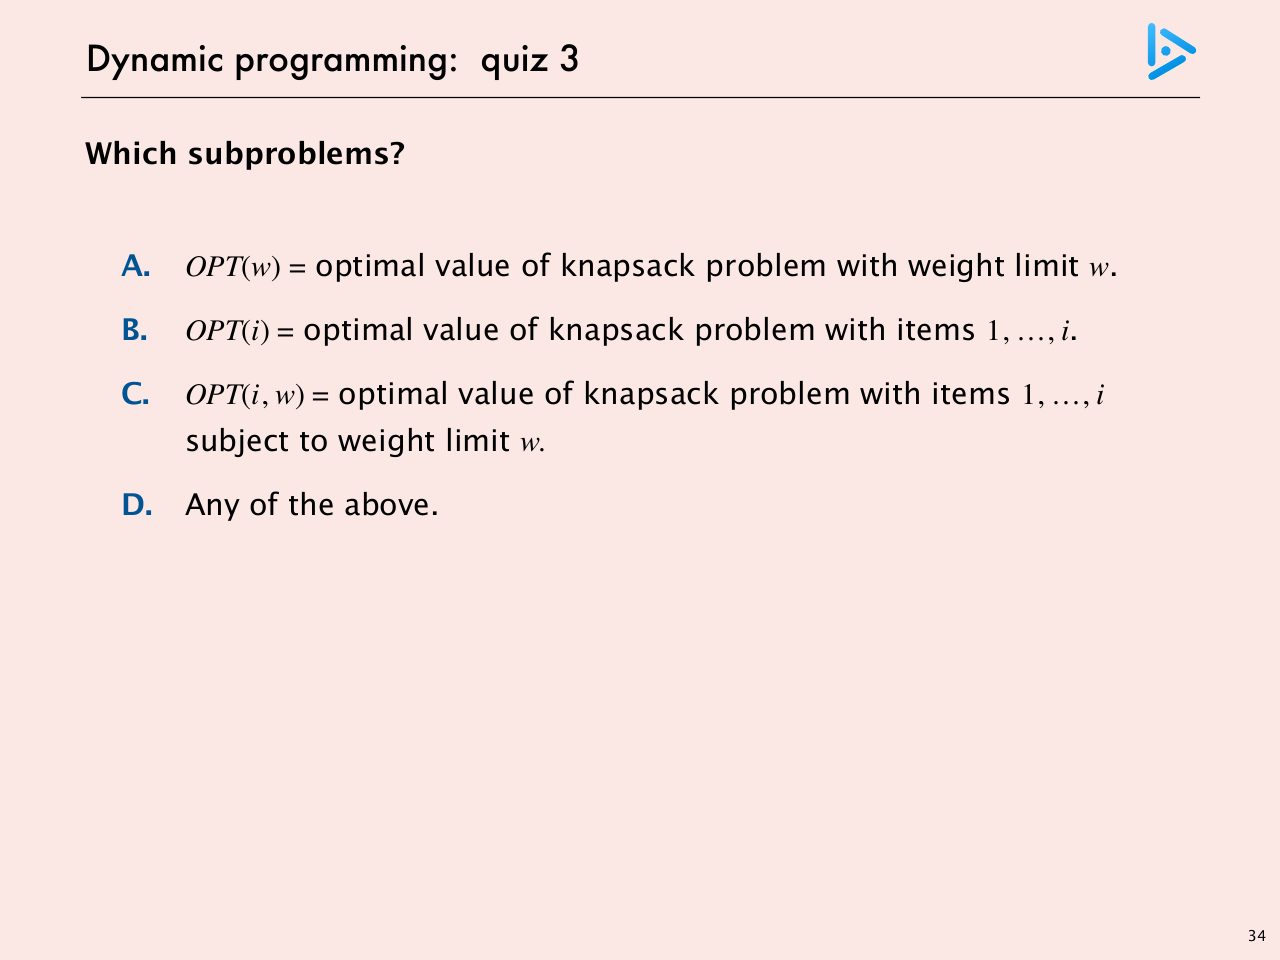 Dynamic programming: quiz 3
Which subproblems?
A. OPT(w) = optimal value of knapsack problem with weight limit w.
B. OPT(i) = optimal value of knapsack problem with items 1, …, i.
C. OPT(i, w) = optimal value of knapsack problem with items 1, …, i
subject to weight limit w.
D. Any of the above.
34